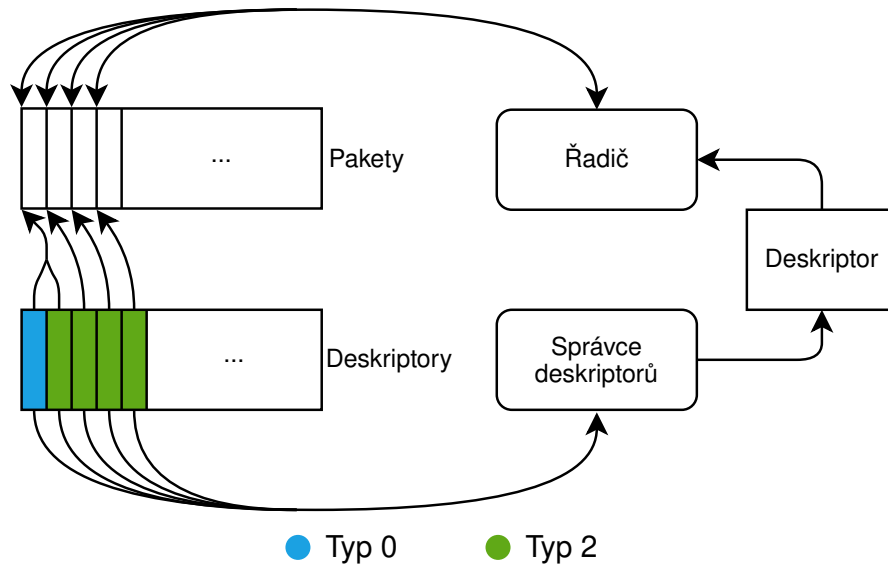 ...
Pakety
Řadič
Deskriptor
...
Deskriptory
Správce
deskriptorů
Typ 0
Typ 2